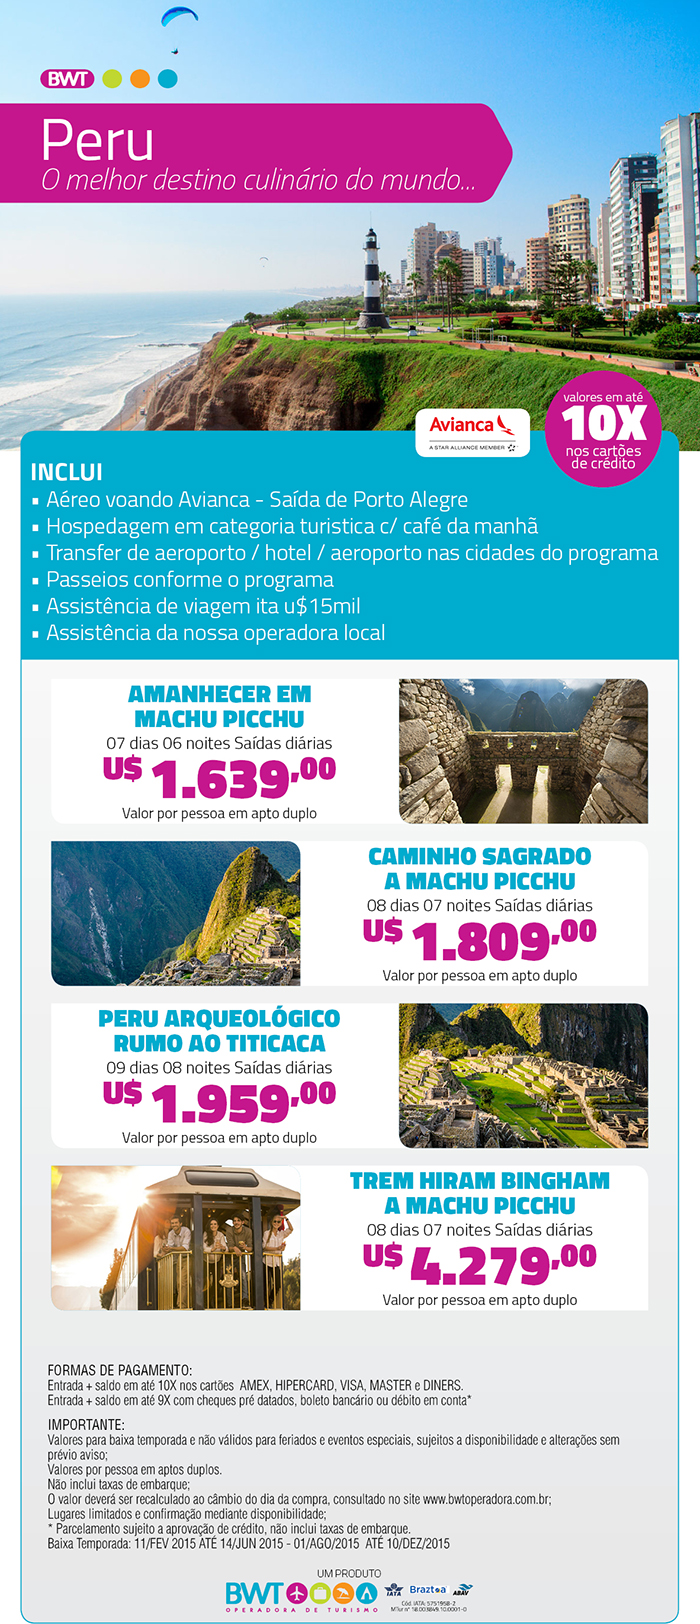 BWT
Peru
O melhor destino culinário do mundo...
Avianca
A STAR ALLIANCE MEMBER
valores em até
10X
nos cartões
de crédito
INCLUI
▪ Aéreo voando Avianca - Saída de Porto Alegre
▪ Hospedagem em categoria turistica c/ café da manhã
▪ Transfer de aeroporto / hotel / aeroporto nas cidades do programa
▪ Passeios conforme o programa
▪ Assistência de viagem ita u$15mil
▪ Assistência da nossa operadora local
AMANHECER EM
MACHU PICCHU
07 dias 06 noites Saídas diárias
U$ 1.639,00
Valor por pessoa em apto duplo
CAMINHO SAGRADO
A MACHU PICCHU
08 dias 07 noites Saídas diárias
U$ 1.809,00
Valor por pessoa em apto duplo
PERU ARQUEOLÓGICO
RUMO AO TITICACA
09 dias 08 noites Saídas diárias
U$ 1.959,00
Valor por pessoa em apto duplo
TREM HIRAM BINGHAM
A MACHU PICCHU
08 dias 07 noites Saídas diárias
U$ 4.279,00
Valor por pessoa em apto duplo
FORMAS DE PAGAMENTO:
Entrada + saldo em até 10X nos cartões AMEX, HIPERCARD, VISA, MASTER e DINERS.
Entrada + saldo em até 9X com cheques pré datados, boleto bancário ou débito em conta*
IMPORTANTE:
Valores para baixa temporada e não válidos para feriados e eventos especiais, sujeitos a disponibilidade e alterações sem
prévio aviso;
Valores por pessoa em aptos duplos.
Não inclui taxas de embarque;
O valor deverá ser recalculado ao câmbio do dia da compra, consultado no site www.bwtoperadora.com.br;
Lugares limitados e confirmação mediante disponibilidade;
* Parcelamento sujeito a aprovação de crédito, não inclui taxas de embarque.
Baixa Temporada: 11/FEV 2015 ATÉ 14/JUN 2015 - 01/AGO/2015 ATÉ 10/DEZ/2015
UM PRODUTO
BWT
OPERADORA DE TURISMO
IATA
Braztoa
ABAV
Cód. IATA: 5751958-2
MTur n° 18.003849.10.0001-0